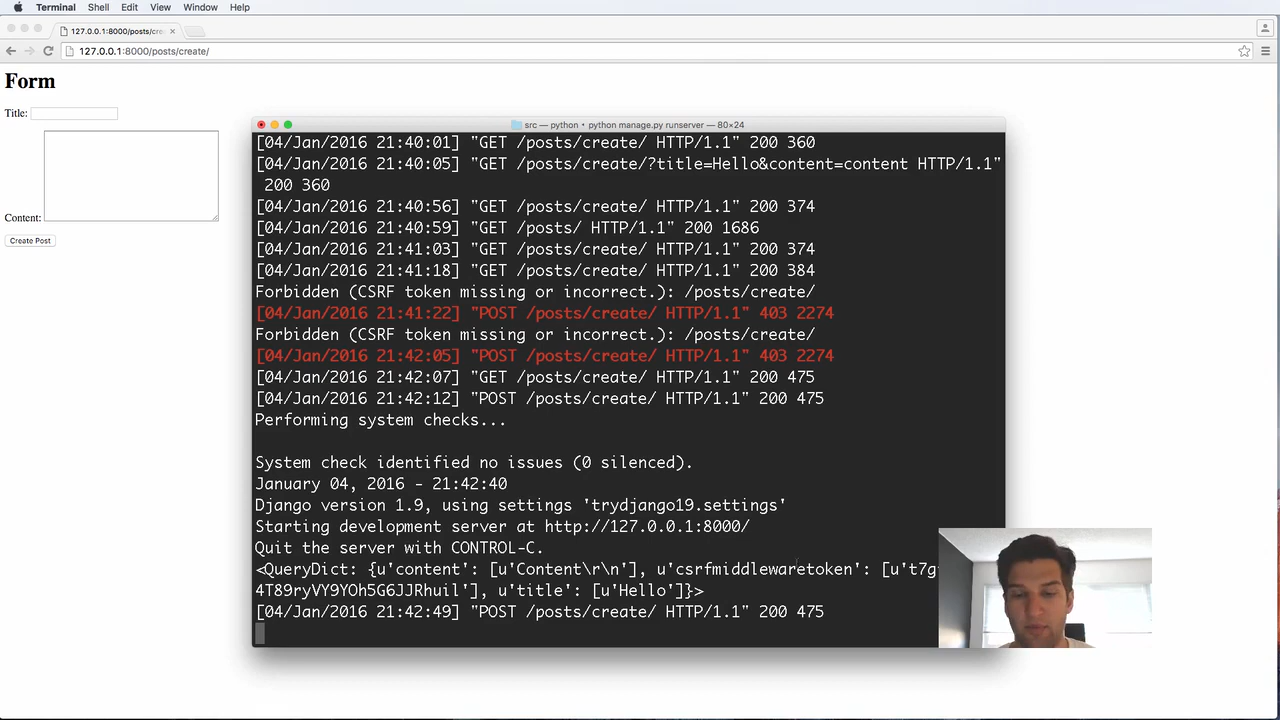 Terminal Shell Edit View Window Help
127.0.0.1:8000/posts/cre
127.0.0.1:8000/posts/create/
Form
Title:
Content:
Create Post
src — python • python manage.py runserver — 80×24
[04/Jan/2016 21:40:01] "GET /posts/create/ HTTP/1.1" 200 360
[04/Jan/2016 21:40:05] "GET /posts/create/?title=Hello&content=content HTTP/1.1"
200 360
[04/Jan/2016 21:40:56] "GET /posts/create/ HTTP/1.1" 200 374
[04/Jan/2016 21:40:59] "GET /posts/ HTTP/1.1" 200 1686
[04/Jan/2016 21:41:03] "GET /posts/create/ HTTP/1.1" 200 374
[04/Jan/2016 21:41:18] "GET /posts/create/ HTTP/1.1" 200 384
Forbidden (CSRF token missing or incorrect.): /posts/create/
[04/Jan/2016 21:41:22] "POST /posts/create/ HTTP/1.1" 403 2274
Forbidden (CSRF token missing or incorrect.): /posts/create/
[04/Jan/2016 21:42:05] "POST /posts/create/ HTTP/1.1" 403 2274
[04/Jan/2016 21:42:07] "GET /posts/create/ HTTP/1.1" 200 475
[04/Jan/2016 21:42:12] "POST /posts/create/ HTTP/1.1" 200 475
Performing system checks...
System check identified no issues (0 silenced).
January 04, 2016 - 21:42:40
Django version 1.9, using settings 'trydjango19.settings'
Starting development server at http://127.0.0.1:8000/
Quit the server with CONTROL-C.
<QueryDict: {u'content': [u'Content\r\n'], u'csrfmiddlewaretoken': [u't7g
4T89ryVY9YOh5G6JJRhuil'], u'title': [u'Hello']}>
[04/Jan/2016 21:42:49] "POST /posts/create/ HTTP/1.1" 200 475